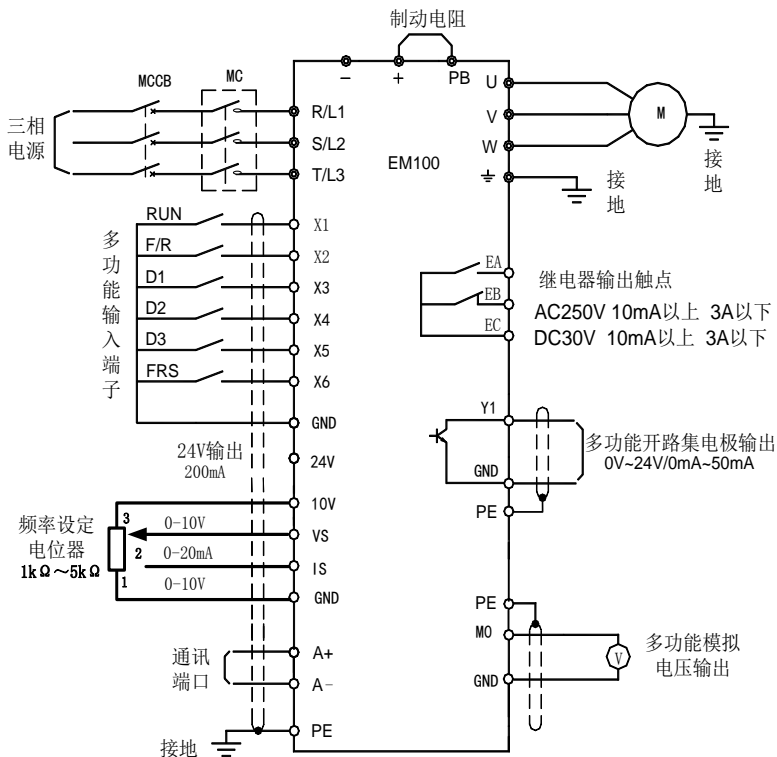 制动电阻
MCCB
MC
-
+
PB
三相
电源
R/L1
S/L2
T/L3
EM100
U
V
W
M
接地
接地
多功能输入端子
RUN
X1
F/R
X2
D1
X3
D2
X4
D3
X5
FRS
X6
GND
EA
EB
EC
继电器输出触点
AC250V 10mA以上 3A以下
DC30V 10mA以上 3A以下
24V输出
200mA
24V
Y1
GND
PE
多功能开路集电极输出
0V~24V/0mA~50mA
频率设定
电位器
1kΩ～5kΩ
3
2
1
10V
0-10V
VS
0-20mA
IS
0-10V
GND
通讯
端口
A+
A-
接地
PE
PE
MO
GND
V
多功能模拟
电压输出